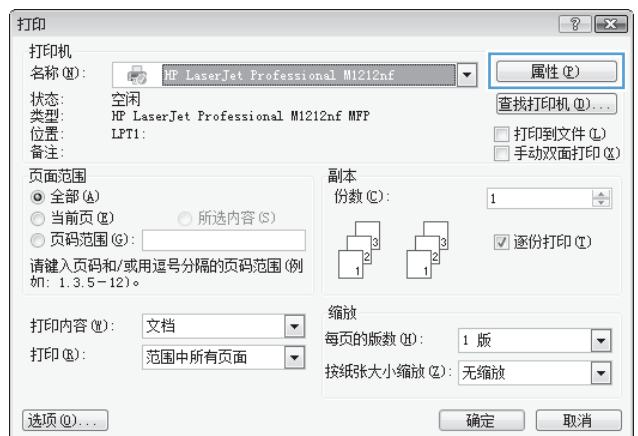 打印
打印机
名称(N): HP LaserJet Professional M1212nf 属性(P)
状态: 空闲
类型: HP LaserJet Professional M1212nf MFP 查找打印机(D)...
位置: LPT1: 打印到文件(L)
备注: 手动双面打印(X)
页面范围
全部(A)
当前页(E) 所选内容(S)
页码范围(G):
请键入页码和/或用逗号分隔的页码范围(例
如: 1.3.5-12)。
副本
份数(C): 1
3 3
2 2
1 1
逐份打印(T)
打印内容(W): 文档
打印(R): 范围中所有页面
缩放
每页的版数(H): 1 版
按纸张大小缩放(Z): 无缩放
选项(O)... 确定 取消